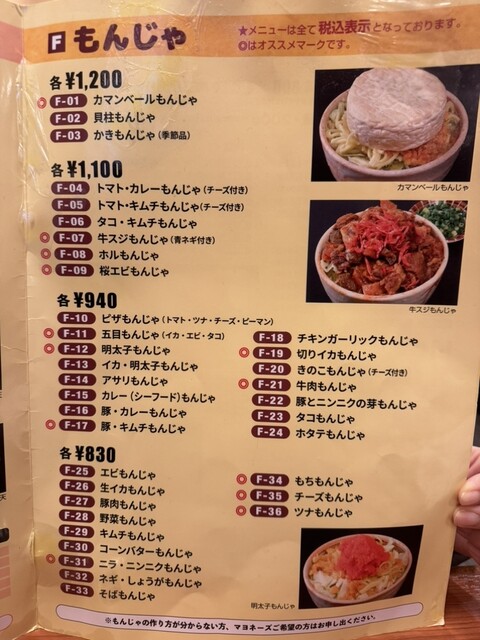 F もんじゃ
★メニューは全て税込表示となっております。
◎はオススメマークです。
各¥1,200
◎ F-01 カマンベールもんじゃ
F-02 貝柱もんじゃ
F-03 かきもんじゃ(季節品)
カマンベールもんじゃ
各¥1,100
F-04 トマト・カレーもんじゃ(チーズ付き)
F-05 トマト・キムチもんじゃ(チーズ付き)
F-06 タコ・キムチもんじゃ
◎ F-07 牛スジもんじゃ(青ネギ付き)
◎ F-08 ホルもんじゃ
◎ F-09 桜エビもんじゃ
牛スジもんじゃ
各¥940
F-10 ピザもんじゃ(トマト・ツナ・チーズ・ピーマン)
◎ F-11 五目もんじゃ(イカ・エビ・タコ)
◎ F-12 明太子もんじゃ
F-13 イカ・明太子もんじゃ
F-14 アサリもんじゃ
F-15 カレー(シーフード)もんじゃ
F-16 豚・カレーもんじゃ
◎ F-17 豚・キムチもんじゃ
F-18 チキンガーリックもんじゃ
◎ F-19 切りイカもんじゃ
F-20 きのこもんじゃ(チーズ付き)
◎ F-21 牛肉もんじゃ
F-22 豚とニンニクの芽もんじゃ
F-23 タコもんじゃ
F-24 ホタテもんじゃ
各¥830
F-25 エビもんじゃ
F-26 生イカもんじゃ
F-27 豚肉もんじゃ
F-28 野菜もんじゃ
F-29 キムチもんじゃ
F-30 コーンバターもんじゃ
◎ F-31 ニラ・ニンニクもんじゃ
F-32 ネギ・しょうがもんじゃ
F-33 そばもんじゃ
◎ F-34 もちもんじゃ
◎ F-35 チーズもんじゃ
◎ F-36 ツナもんじゃ
明太子もんじゃ
※もんじゃの作り方が分からない方、マヨネーズご希望の方はお申し出ください。